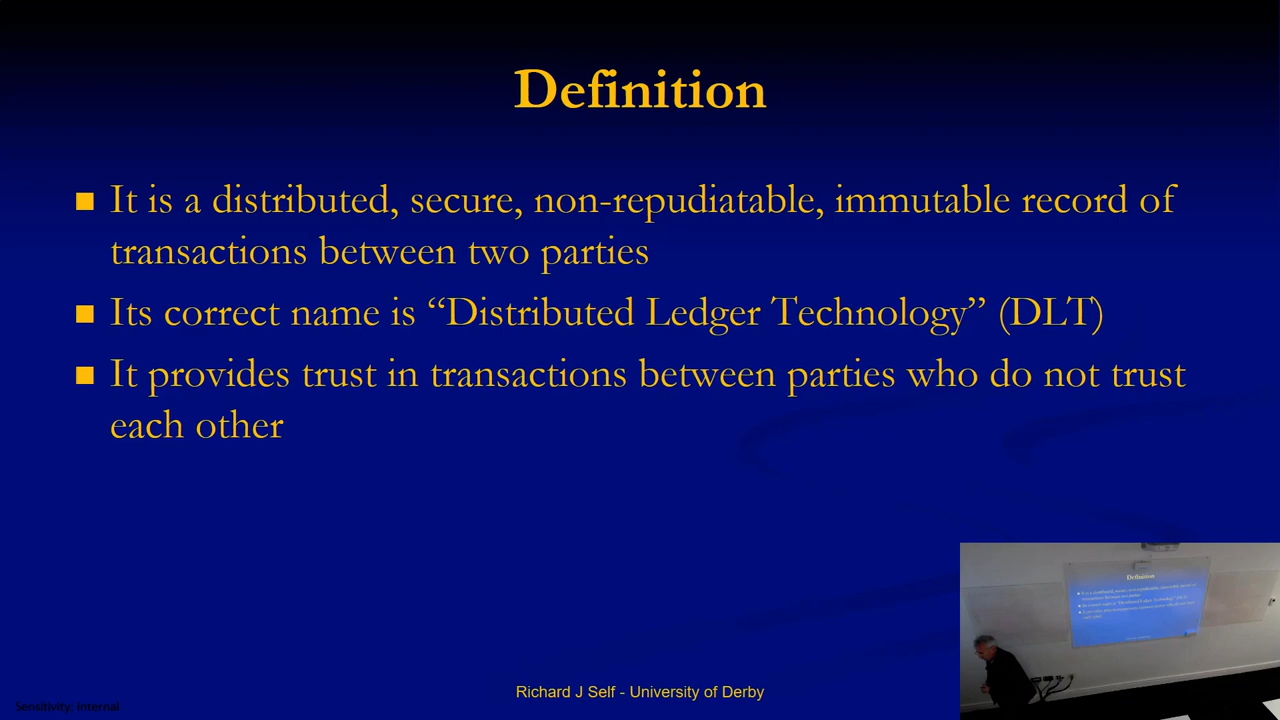 Definition
■ It is a distributed, secure, non-repudiatable, immutable record of
transactions between two parties
■ Its correct name is “Distributed Ledger Technology” (DLT)
■ It provides trust in transactions between parties who do not trust
each other
Definition
Richard J Self - University of Derby
Sensitivity: Internal